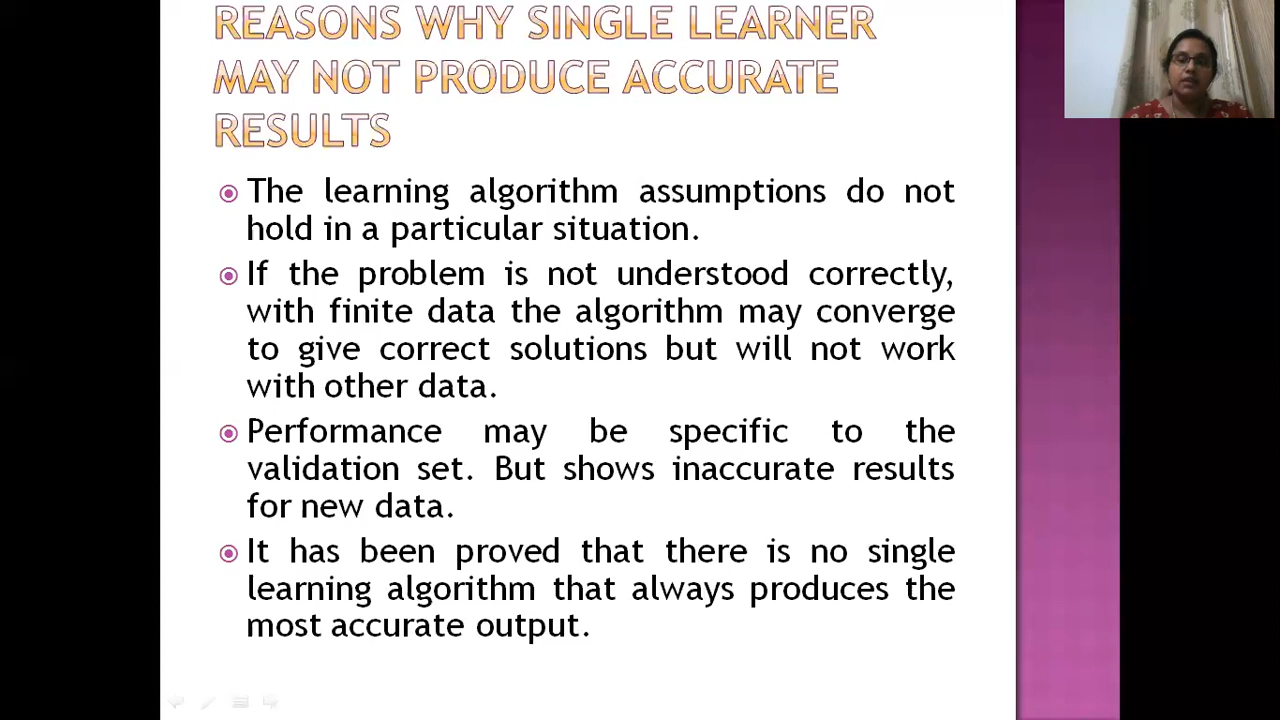 REASONS WHY SINGLE LEARNER
MAY NOT PRODUCE ACCURATE
RESULTS
The learning algorithm assumptions do not
hold in a particular situation.
If the problem is not understood correctly,
with finite data the algorithm may converge
to give correct solutions but will not work
with other data.
Performance may be specific to the
validation set. But shows inaccurate results
for new data.
It has been proved that there is no single
learning algorithm that always produces the
most accurate output.